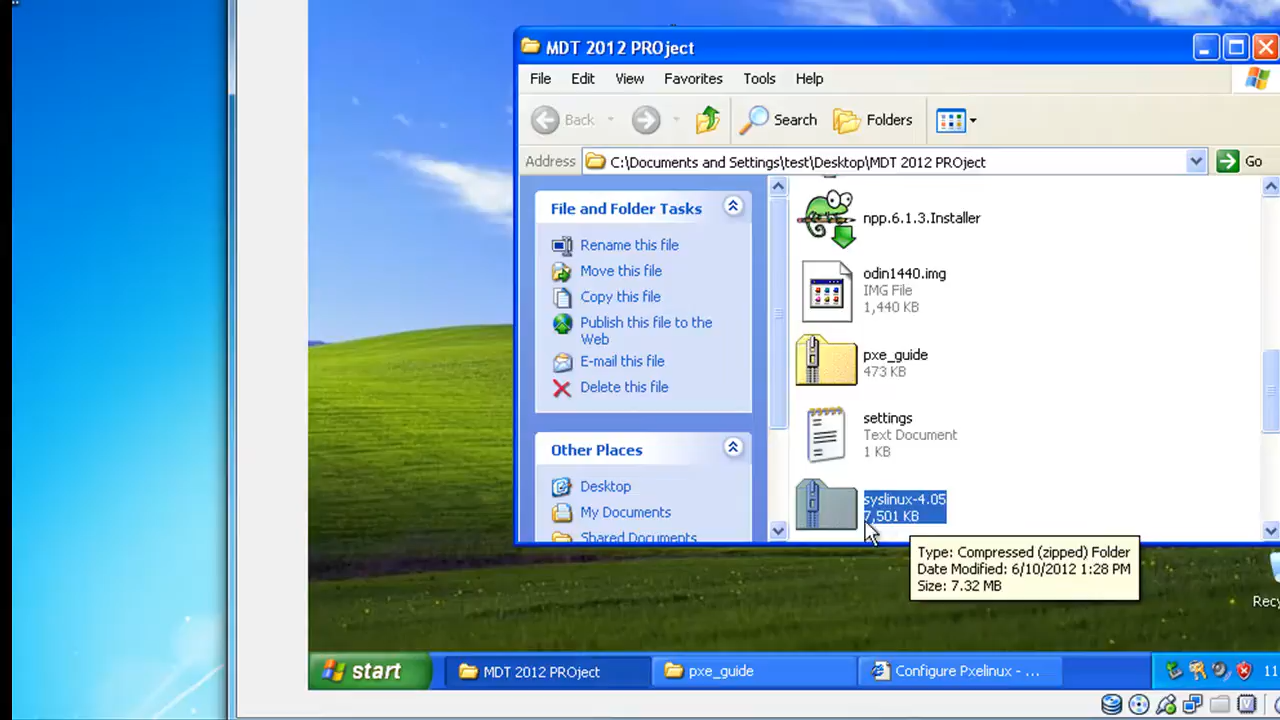 MDT 2012 PROject
File Edit View Favorites Tools Help
Back Search Folders
Address C:\Documents and Settings\test\Desktop\MDT 2012 PROject Go
File and Folder Tasks
Rename this file
Move this file
Copy this file
Publish this file to the
Web
E-mail this file
Delete this file
Other Places
Desktop
My Documents
Shared Documents
npp.6.1.3.Installer
odin1440.img
IMG File
1,440 KB
pxe_guide
473 KB
settings
Text Document
1 KB
syslinux-4.05
7,501 KB
Type: Compressed (zipped) Folder
Date Modified: 6/10/2012 1:28 PM
Size: 7.32 MB
Recy
start MDT 2012 PROject pxe_guide Configure Pxelinux - ... 11